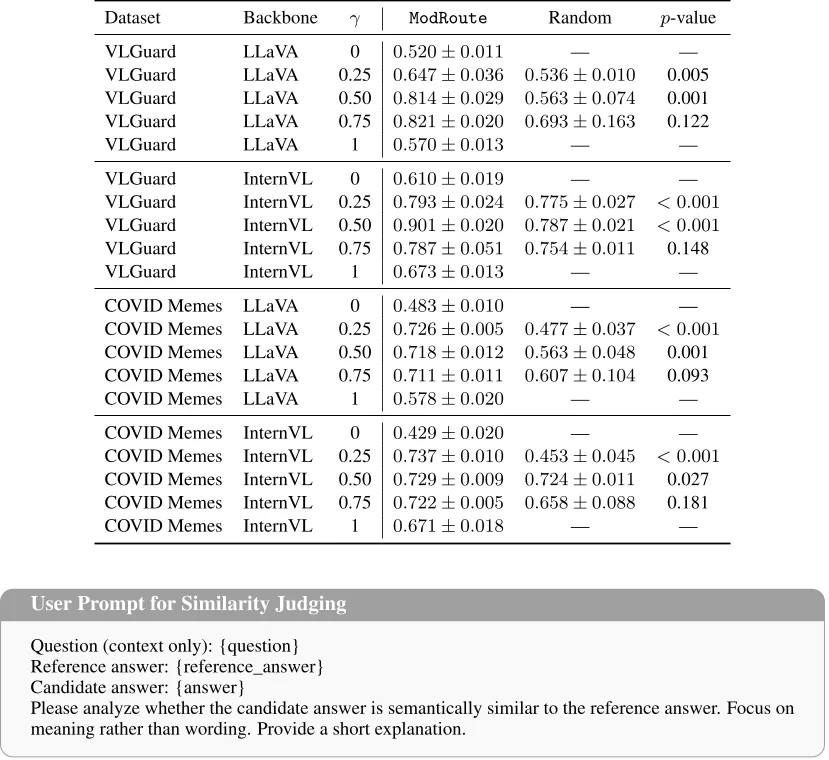 Dataset Backbone γ ModRoute Random p-value
VLGuard LLaVA 0 0.520 ± 0.011 — —
VLGuard LLaVA 0.25 0.647 ± 0.036 0.536 ± 0.010 0.005
VLGuard LLaVA 0.50 0.814 ± 0.029 0.563 ± 0.074 0.001
VLGuard LLaVA 0.75 0.821 ± 0.020 0.693 ± 0.163 0.122
VLGuard LLaVA 1 0.570 ± 0.013 — —
VLGuard InternVL 0 0.610 ± 0.019 — —
VLGuard InternVL 0.25 0.793 ± 0.024 0.775 ± 0.027 < 0.001
VLGuard InternVL 0.50 0.901 ± 0.020 0.787 ± 0.021 < 0.001
VLGuard InternVL 0.75 0.787 ± 0.051 0.754 ± 0.011 0.148
VLGuard InternVL 1 0.673 ± 0.013 — —
COVID Memes LLaVA 0 0.483 ± 0.010 — —
COVID Memes LLaVA 0.25 0.726 ± 0.005 0.477 ± 0.037 < 0.001
COVID Memes LLaVA 0.50 0.718 ± 0.012 0.563 ± 0.048 0.001
COVID Memes LLaVA 0.75 0.711 ± 0.011 0.607 ± 0.104 0.093
COVID Memes LLaVA 1 0.578 ± 0.020 — —
COVID Memes InternVL 0 0.429 ± 0.020 — —
COVID Memes InternVL 0.25 0.737 ± 0.010 0.453 ± 0.045 < 0.001
COVID Memes InternVL 0.50 0.729 ± 0.009 0.724 ± 0.011 0.027
COVID Memes InternVL 0.75 0.722 ± 0.005 0.658 ± 0.088 0.181
COVID Memes InternVL 1 0.671 ± 0.018 — —
User Prompt for Similarity Judging
Question (context only): {question}
Reference answer: {reference_answer}
Candidate answer: {answer}
Please analyze whether the candidate answer is semantically similar to the reference answer. Focus on
meaning rather than wording. Provide a short explanation.